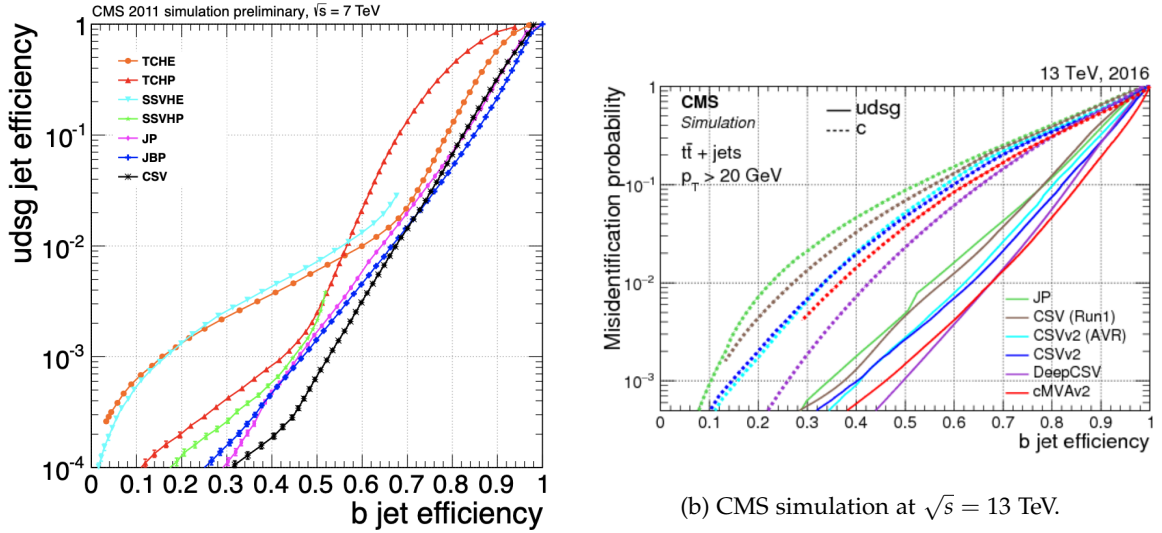 CMS 2011 simulation preliminary, √s = 7 TeV
udsg jet efficiency
1
10⁻¹
10⁻²
10⁻³
10⁻⁴
TCHE
TCHP
SSVHE
SSVHP
JP
JBP
CSV
0 0.1 0.2 0.3 0.4 0.5 0.6 0.7 0.8 0.9 1
b jet efficiency
13 TeV, 2016
Misidentification probability
1
10⁻¹
10⁻²
10⁻³
CMS
Simulation
tt̄ + jets
p_T > 20 GeV
udsg
c
JP
CSV (Run1)
CSVv2 (AVR)
CSVv2
DeepCSV
cMVAv2
0 0.1 0.2 0.3 0.4 0.5 0.6 0.7 0.8 0.9 1
b jet efficiency
(b) CMS simulation at √s = 13 TeV.